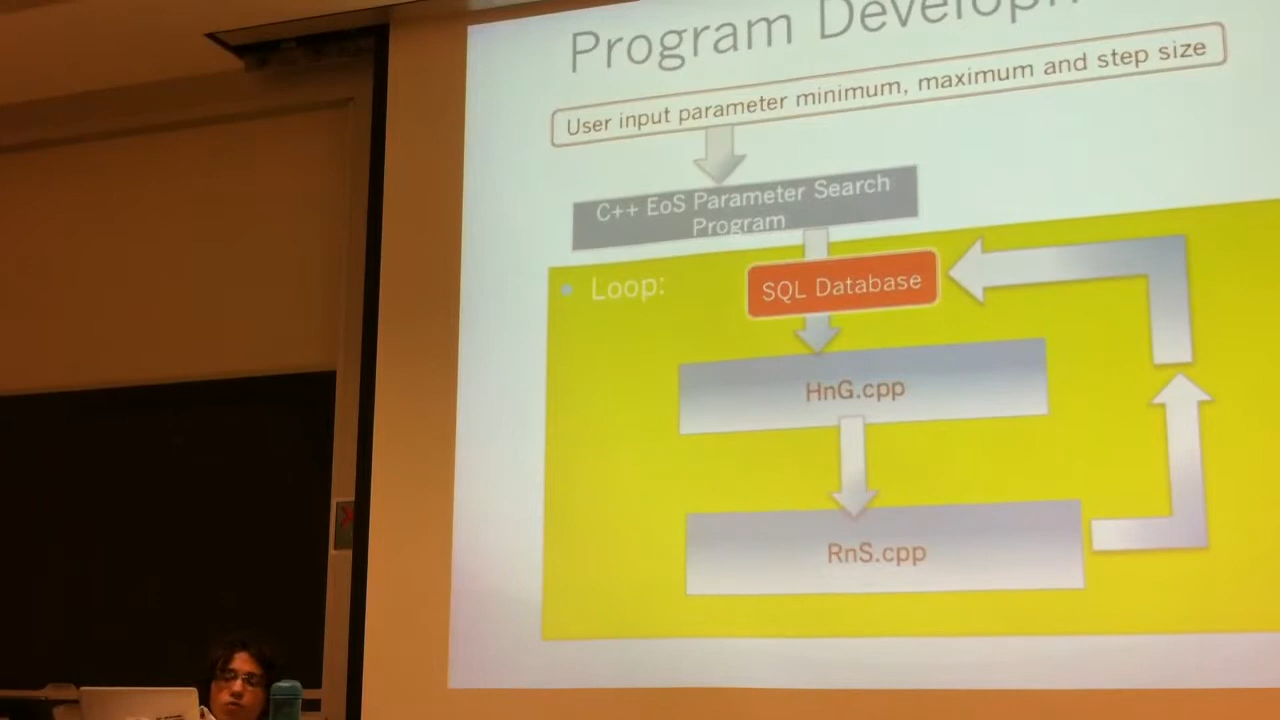 Program
User input parameter minimum, maximum and step size
C++ EoS Parameter Search
Program
Loop:
SQL Database
HnG.cpp
RnS.cpp